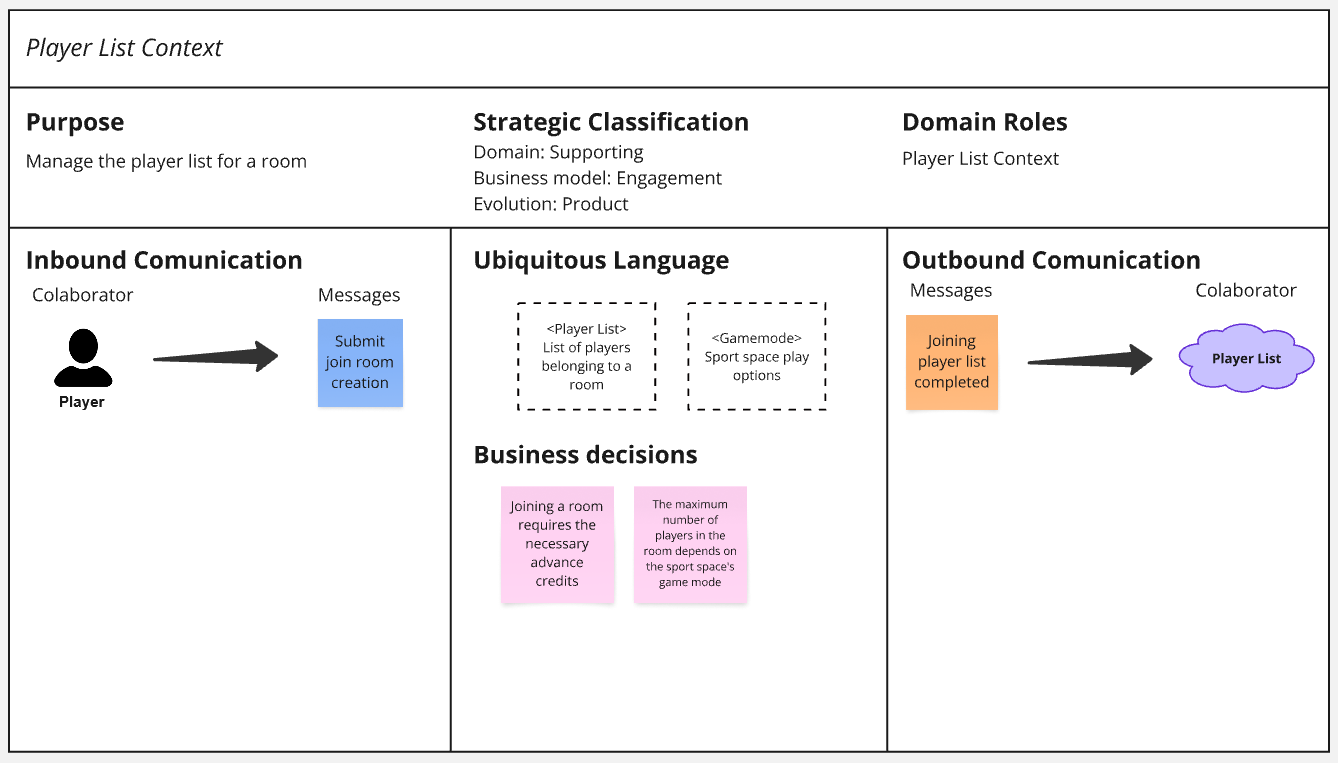 Player List Context
Purpose
Manage the player list for a room
Strategic Classification
Domain: Supporting
Business model: Engagement
Evolution: Product
Domain Roles
Player List Context
Inbound Comunication
Colaborator
Messages
Player
Submit
join room
creation
Ubiquitous Language
<Player List>
List of players
belonging to a
room
<Gamemode>
Sport space play
options
Business decisions
Joining a room
requires the
necessary
advance
credits
The maximum
number of
players in the
room depends on
the sport space's
game mode
Outbound Comunication
Messages
Colaborator
Joining
player list
completed
Player List